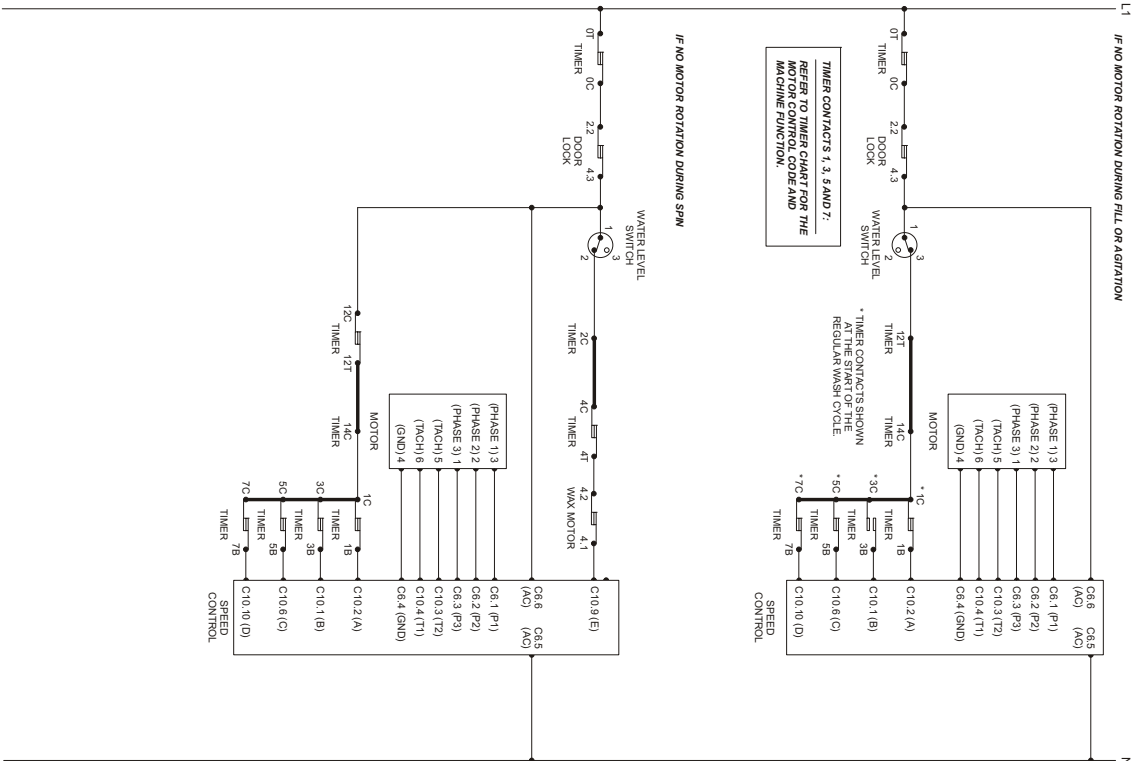 L1
N
IF NO MOTOR ROTATION DURING FILL OR AGITATION
0T
TIMER
0C
2.2
DOOR
LOCK
4.3
1
3
2
WATER LEVEL
SWITCH
12T
TIMER
14C
TIMER
* TIMER CONTACTS SHOWN
AT THE START OF THE
REGULAR WASH CYCLE.
MOTOR
(PHASE 1) 3
(PHASE 2) 2
(PHASE 3) 1
(TACH) 5
(TACH) 6
(GND) 4
* 1C
TIMER
1B
* 3C
TIMER
3B
* 5C
TIMER
5B
* 7C
TIMER
7B
C6.6
(AC)
C6.5
(AC)
C6.1 (P1)
C6.2 (P2)
C6.3 (P3)
C10.3 (T2)
C10.4 (T1)
C6.4 (GND)
C10.2 (A)
C10.1 (B)
C10.6 (C)
C10.10 (D)
SPEED
CONTROL
TIMER CONTACTS 1, 3, 5 AND 7:
REFER TO TIMER CHART FOR THE
MOTOR CONTROL CODE AND
MACHINE FUNCTION.
IF NO MOTOR ROTATION DURING SPIN
0T
TIMER
0C
2.2
DOOR
LOCK
4.3
1
3
2
WATER LEVEL
SWITCH
2C
TIMER
4C
TIMER
4T
4.2
WAX MOTOR
4.1
12C
TIMER
12T
14C
TIMER
MOTOR
(PHASE 1) 3
(PHASE 2) 2
(PHASE 3) 1
(TACH) 5
(TACH) 6
(GND) 4
1C
TIMER
1B
3C
TIMER
3B
5C
TIMER
5B
7C
TIMER
7B
C10.9 (E)
C6.6
(AC)
C6.5
(AC)
C6.1 (P1)
C6.2 (P2)
C6.3 (P3)
C10.3 (T2)
C10.4 (T1)
C6.4 (GND)
C10.2 (A)
C10.1 (B)
C10.6 (C)
C10.10 (D)
SPEED
CONTROL